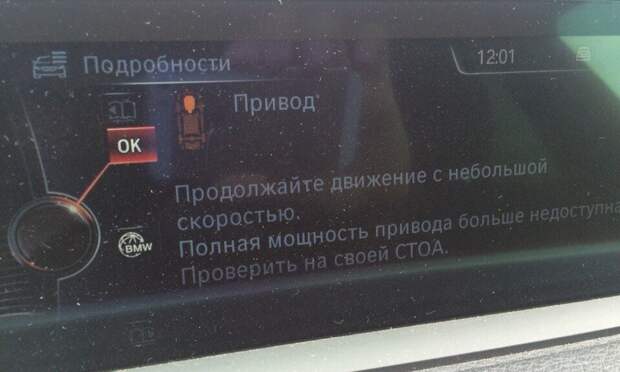 Подробности
12:01
Привод
OK
Продолжайте движение с небольшой
скоростью.
Полная мощность привода больше недоступна
Проверить на своей СТОА.
BMW